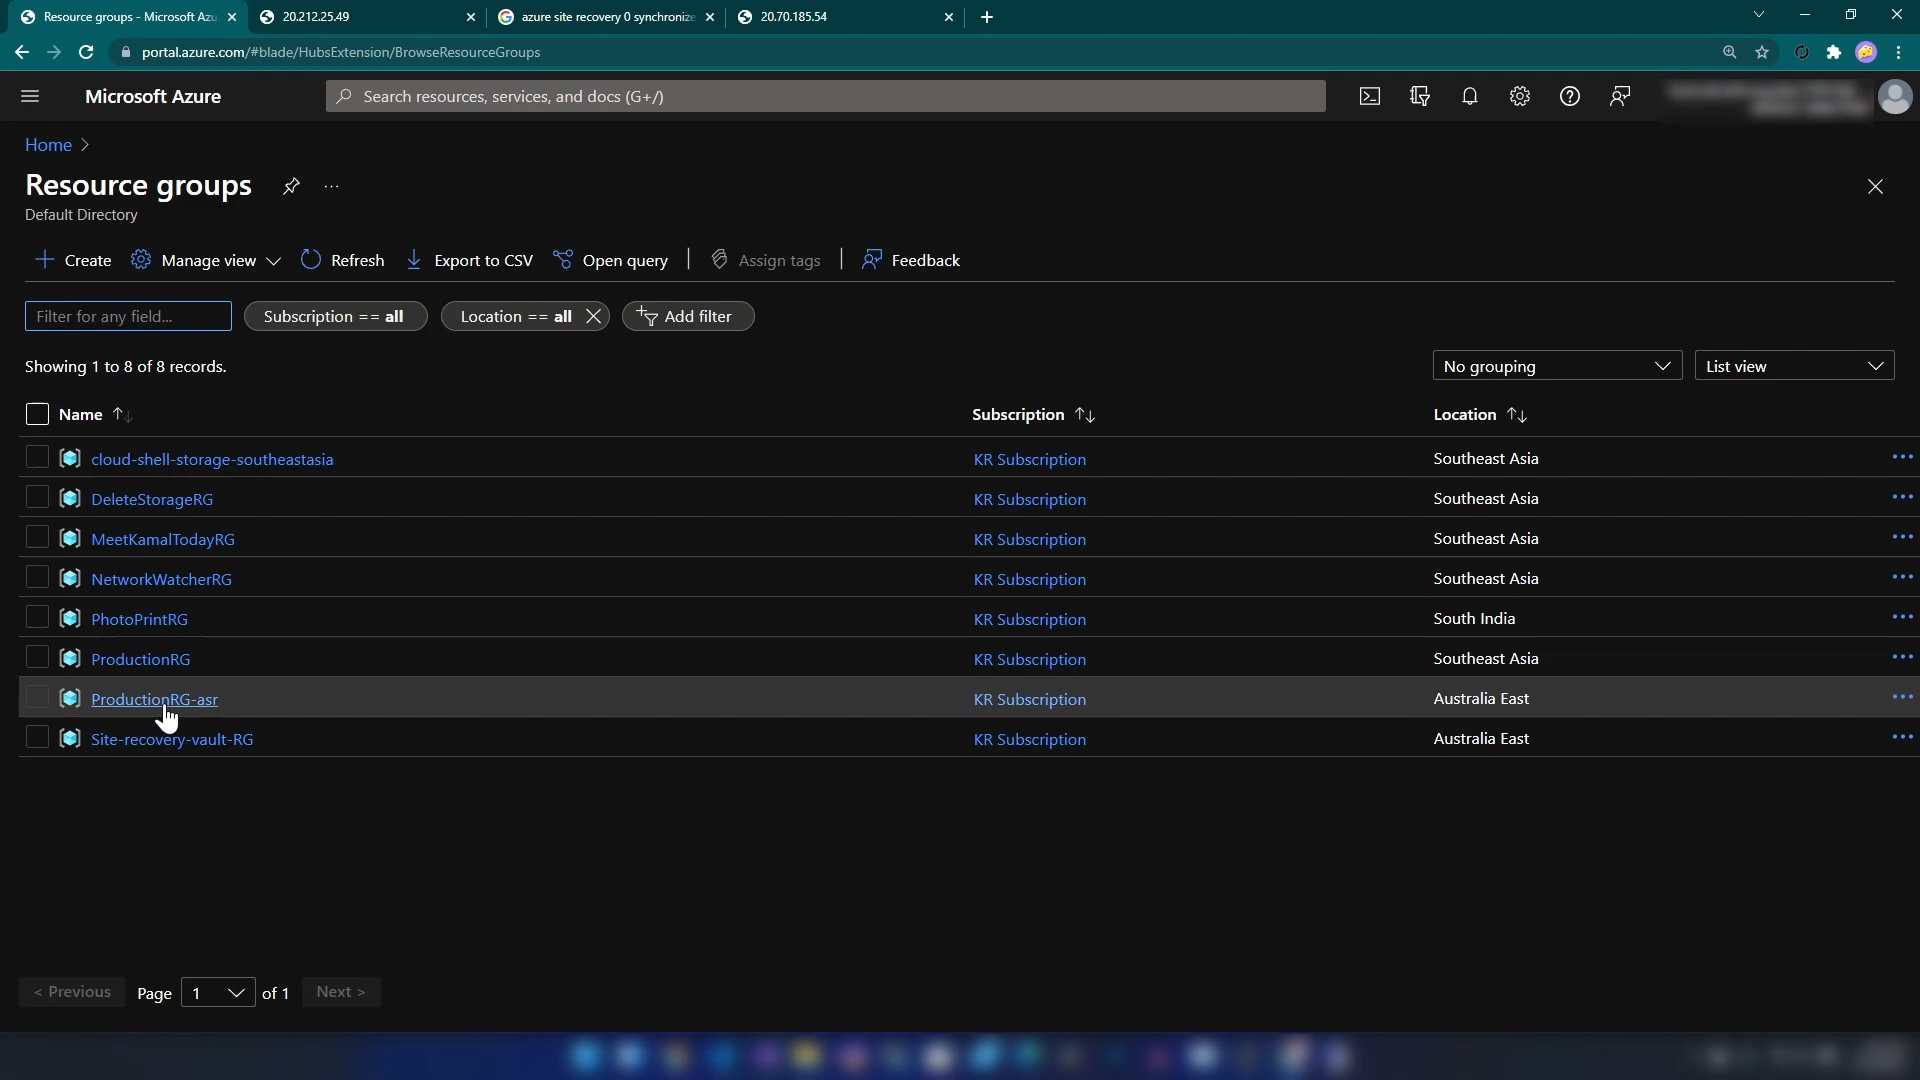 Resource groups - Microsoft Azu
20.212.25.49
azure site recovery 0 synchronize
20.70.185.54
portal.azure.com/#blade/HubsExtension/BrowseResourceGroups
Microsoft Azure
Search resources, services, and docs (G+/)
Home
Resource groups
Default Directory
Create
Manage view
Refresh
Export to CSV
Open query
Assign tags
Feedback
Filter for any field...
Subscription == all
Location == all
Add filter
Showing 1 to 8 of 8 records.
No grouping
List view
Name
Subscription
Location
cloud-shell-storage-southeastasia
KR Subscription
Southeast Asia
DeleteStorageRG
KR Subscription
Southeast Asia
MeetKamalTodayRG
KR Subscription
Southeast Asia
NetworkWatcherRG
KR Subscription
Southeast Asia
PhotoPrintRG
KR Subscription
South India
ProductionRG
KR Subscription
Southeast Asia
ProductionRG-asr
KR Subscription
Australia East
Site-recovery-vault-RG
KR Subscription
Australia East
< Previous
Page
1
of 1
Next >